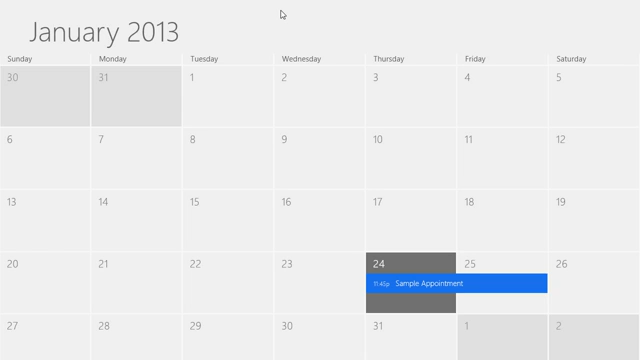 January 2013
Sunday Monday Tuesday Wednesday Thursday Friday Saturday
30 31 1 2 3 4 5
6 7 8 9 10 11 12
13 14 15 16 17 18 19
20 21 22 23 24 25 26
11:45p Sample Appointment
27 28 29 30 31 1 2